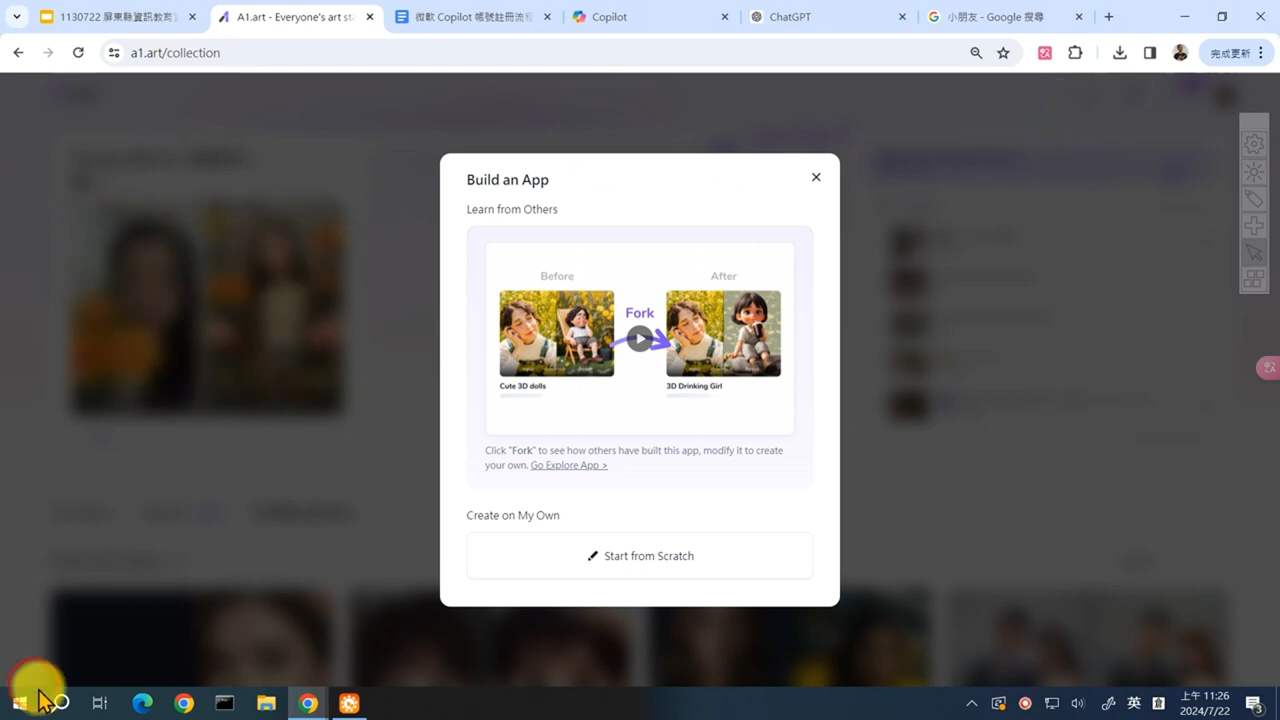 1130722 屏東縣資訊教育
A1.art - Everyone's art sta
微軟 Copilot 帳號註冊流程
Copilot
ChatGPT
小朋友 - Google 搜尋
a1.art/collection
完成更新
Build an App
Learn from Others
Before
After
Fork
Cute 3D dolls
3D Drinking Girl
Click "Fork" to see how others have built this app, modify it to create
your own. Go Explore App >
Create on My Own
Start from Scratch
英
倉
上午 11:26
2024/7/22
3